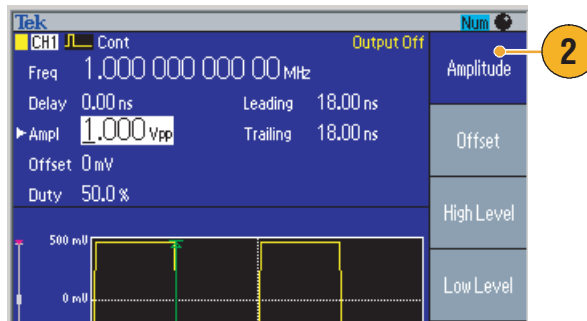 Tek
Num
CH1 Cont Output Off
Freq 1.000 000 000 00 MHz
Delay 0.00 ns Leading 18.00 ns
Ampl 1.000 Vpp Trailing 18.00 ns
Offset 0 mV
Duty 50.0 %
500 mV
0 mV
Amplitude
Offset
High Level
Low Level
2